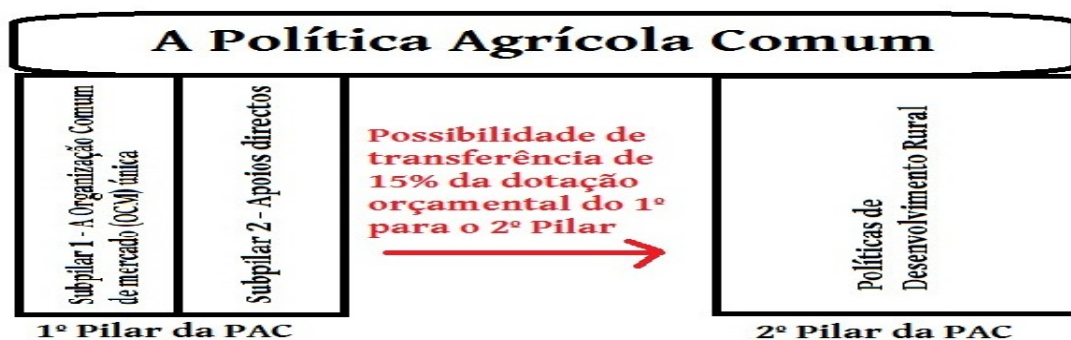 A Política Agrícola Comum
Subpilar 1 - A Organização Comum
de mercado (OCM) única
Subpilar 2 - Apoios directos
Possibilidade de
transferência de
15% da dotação
orçamental do 1º
para o 2º Pilar
Políticas de
Desenvolvimento Rural
1º Pilar da PAC
2º Pilar da PAC